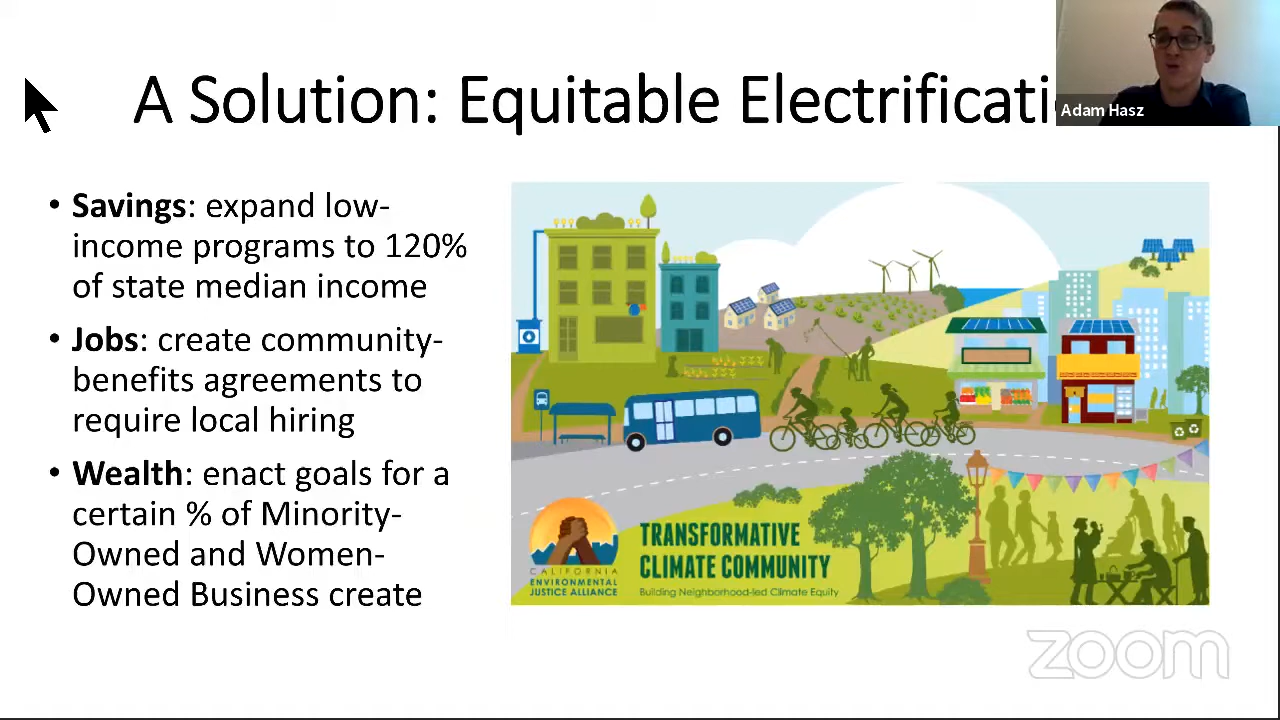 A Solution: Equitable Electrificati
Adam Hasz
• Savings: expand low-
income programs to 120%
of state median income
• Jobs: create community-
benefits agreements to
require local hiring
• Wealth: enact goals for a
certain % of Minority-
Owned and Women-
Owned Business create
CALIFORNIA
ENVIRONMENTAL
JUSTICE ALLIANCE
TRANSFORMATIVE
CLIMATE COMMUNITY
Building Neighborhood-led Climate Equity
zoom